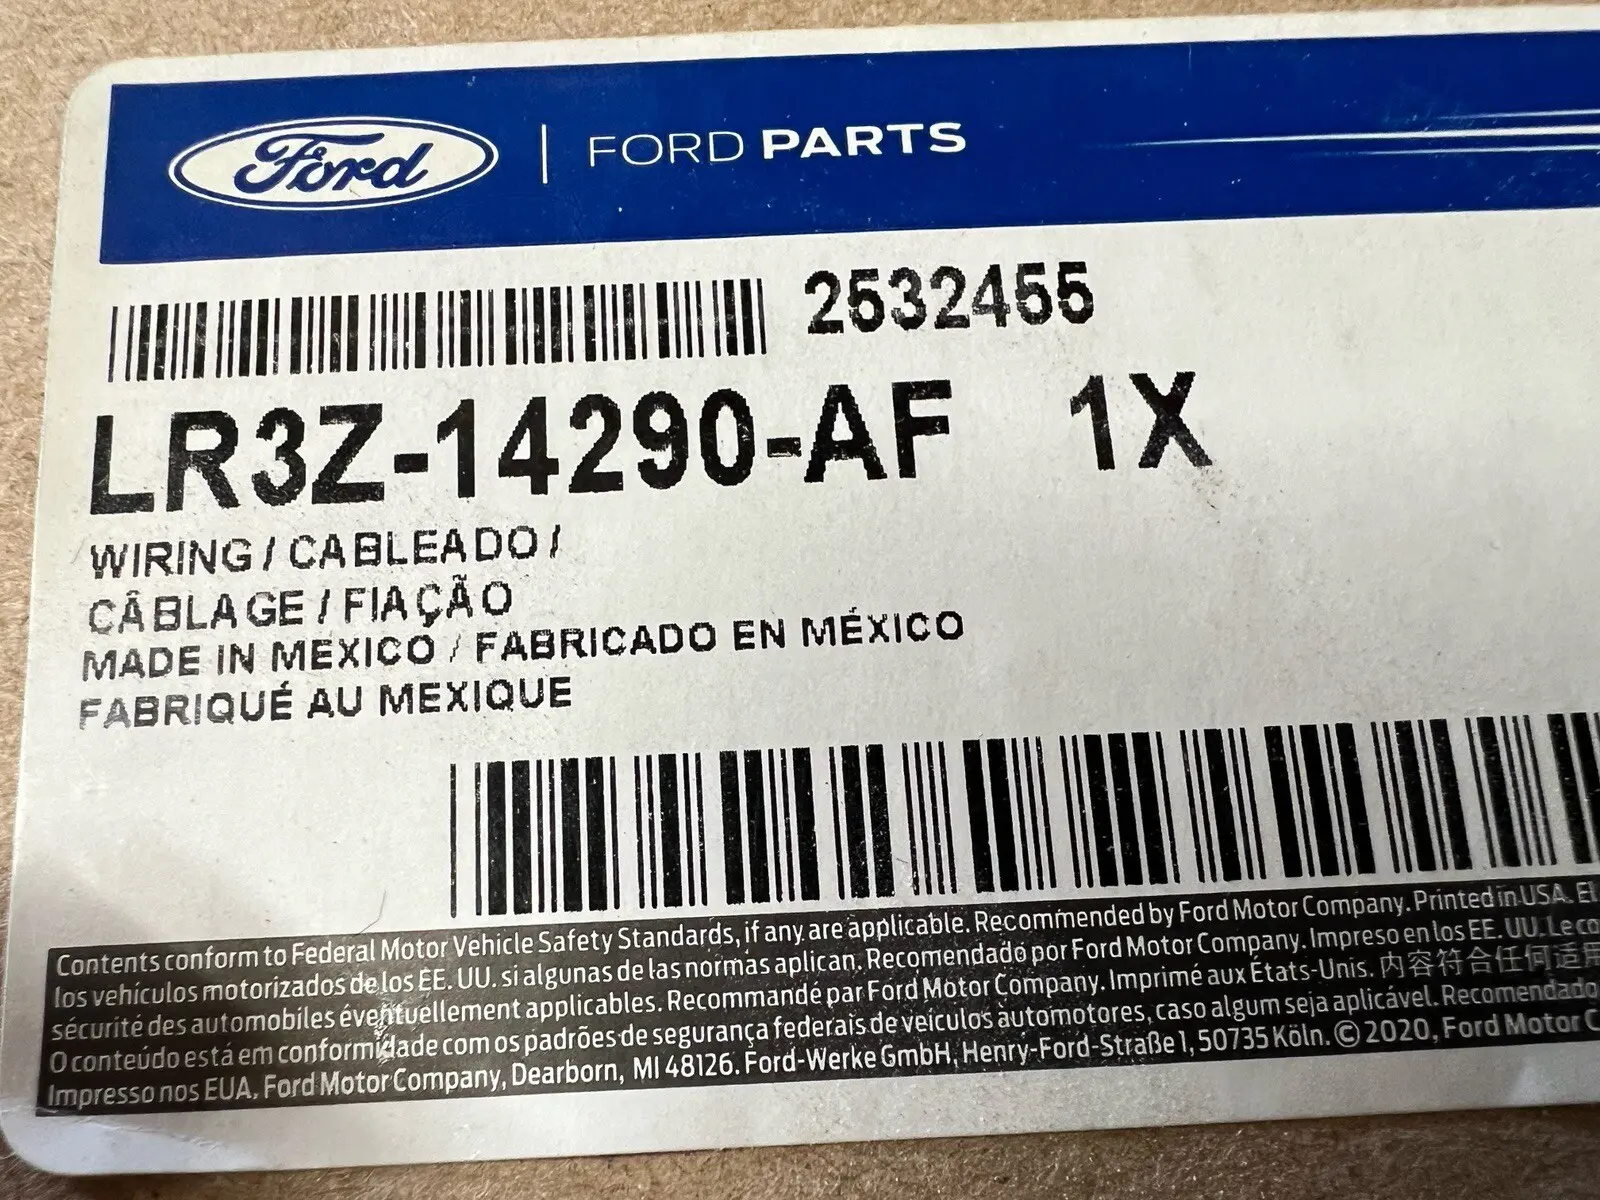 Ford | FORD PARTS
2532455
LR3Z-14290-AF 1X
WIRING / CABLEADO /
CÂBLAGE / FIAÇÃO
MADE IN MEXICO / FABRICADO EN MÉXICO
FABRIQUÉ AU MEXIQUE
Contents conform to Federal Motor Vehicle Safety Standards, if any are applicable. Recommended by Ford Motor Company. Printed in USA. El
los vehículos motorizados de los EE. UU. si algunas de las normas aplican. Recomendado por Ford Motor Company. Impreso en los EE. UU. Le co
sécurité des automobiles éventuellement applicables. Recommandé par Ford Motor Company. Imprimé aux États-Unis. 内容符合任何适用
O conteúdo está em conformidade com os padrões de segurança federais de veículos automotores, caso algum seja aplicável. Recomendado
Impresso nos EUA, Ford Motor Company, Dearborn, MI 48126. Ford-Werke GmbH, Henry-Ford-Straße 1, 50735 Köln. © 2020, Ford Motor C